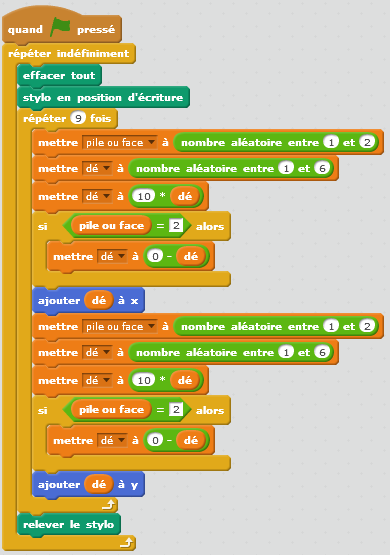 quand pressé
répéter indéfiniment
effacer tout
stylo en position d'écriture
répéter 9 fois
mettre pile ou face à nombre aléatoire entre 1 et 2
mettre dé à nombre aléatoire entre 1 et 6
mettre dé à 10 * dé
si pile ou face = 2 alors
mettre dé à 0 - dé
ajouter dé à x
mettre pile ou face à nombre aléatoire entre 1 et 2
mettre dé à nombre aléatoire entre 1 et 6
mettre dé à 10 * dé
si pile ou face = 2 alors
mettre dé à 0 - dé
ajouter dé à y
relever le stylo